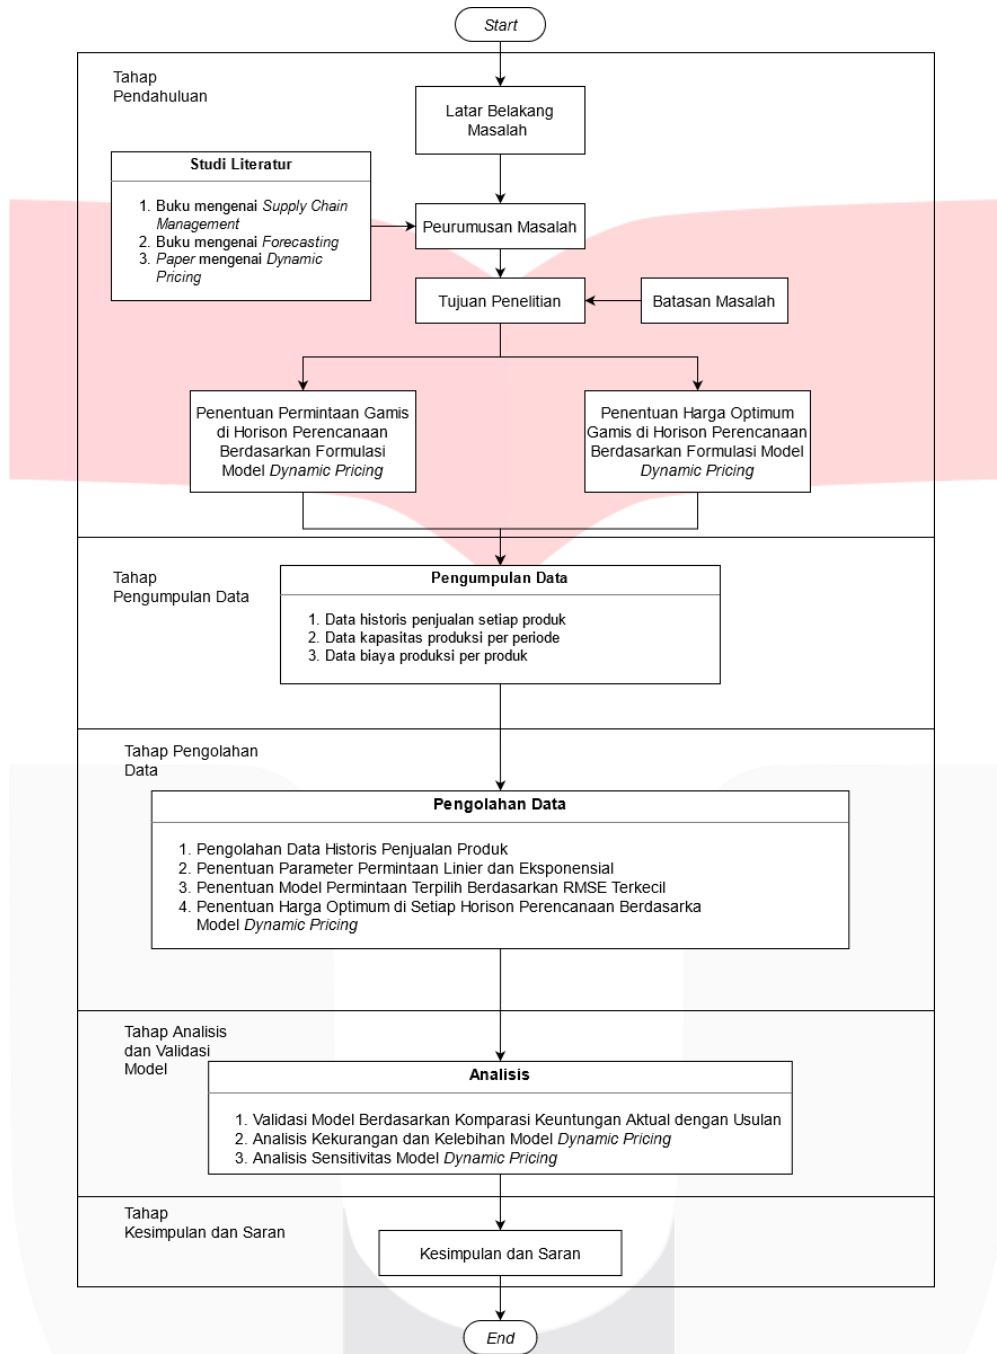 Start
Tahap
Pendahuluan
Latar Belakang
Masalah
Studi Literatur
1. Buku mengenai Supply Chain
Management
2. Buku mengenai Forecasting
3. Paper mengenai Dynamic
Pricing
Peurumusan Masalah
Tujuan Penelitian
Batasan Masalah
Penentuan Permintaan Gamis
di Horison Perencanaan
Berdasarkan Formulasi
Model Dynamic Pricing
Penentuan Harga Optimum
Gamis di Horison Perencanaan
Berdasarkan Formulasi Model
Dynamic Pricing
Tahap
Pengumpulan Data
Pengumpulan Data
1. Data historis penjualan setiap produk
2. Data kapasitas produksi per periode
3. Data biaya produksi per produk
Tahap Pengolahan
Data
Pengolahan Data
1. Pengolahan Data Historis Penjualan Produk
2. Penentuan Parameter Permintaan Linier dan Eksponensial
3. Penentuan Model Permintaan Terpilih Berdasarkan RMSE Terkecil
4. Penentuan Harga Optimum di Setiap Horison Perencanaan Berdasarka
Model Dynamic Pricing
Tahap Analisis
dan Validasi
Model
Analisis
1. Validasi Model Berdasarkan Komparasi Keuntungan Aktual dengan Usulan
2. Analisis Kekurangan dan Kelebihan Model Dynamic Pricing
3. Analisis Sensitivitas Model Dynamic Pricing
Tahap
Kesimpulan dan Saran
Kesimpulan dan Saran
End